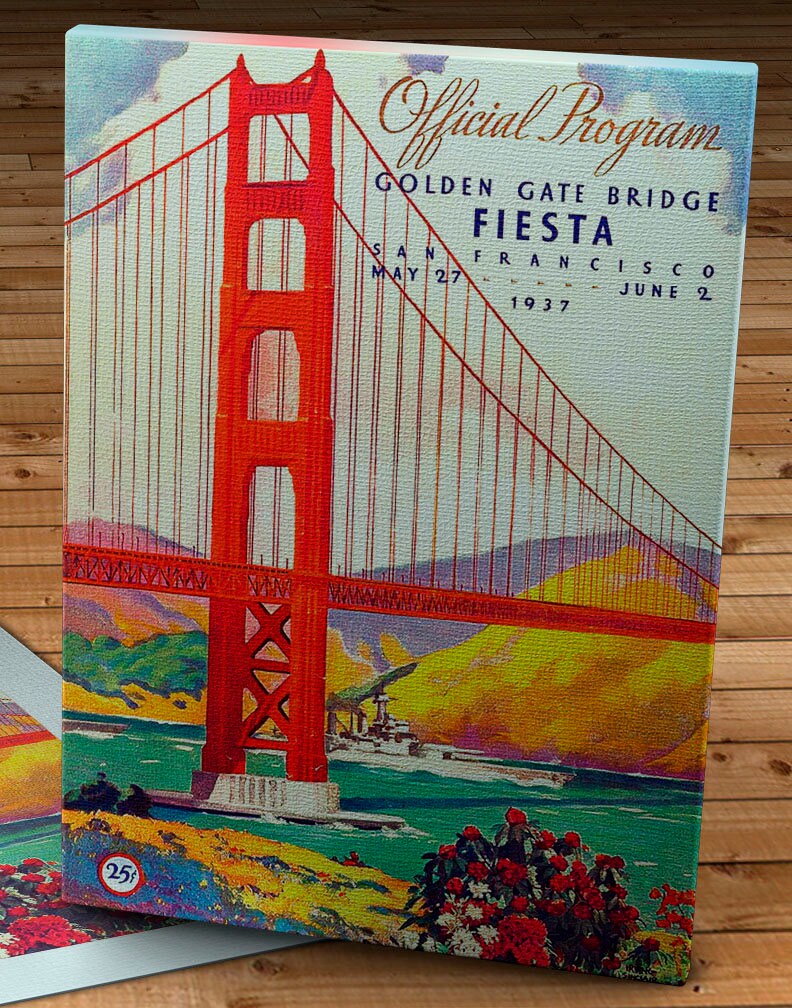 Official Program
GOLDEN GATE BRIDGE
FIESTA
SAN FRANCISCO
MAY 27 - - - - JUNE 2
1937
25¢